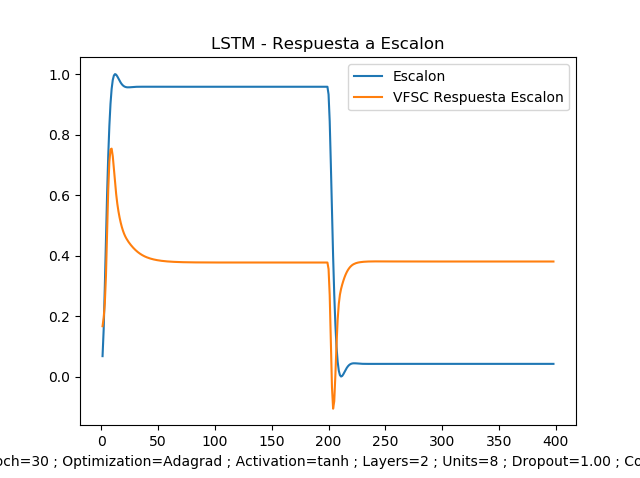 LSTM - Respuesta a Escalon
Escalon
VFSC Respuesta Escalon
1.0
0.8
0.6
0.4
0.2
0.0
0 50 100 150 200 250 300 350 400
och=30 ; Optimization=Adagrad ; Activation=tanh ; Layers=2 ; Units=8 ; Dropout=1.00 ; Co